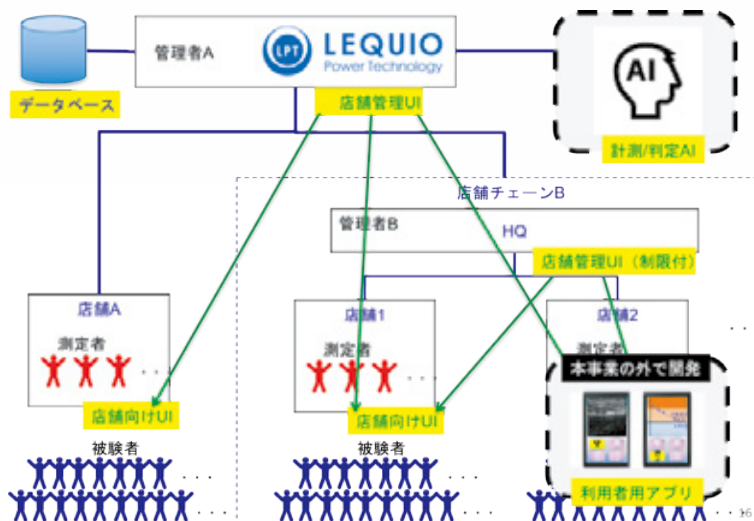 管理者A
LPT
LEQUIO
Power Technology
データベース
店舗管理UI
AI
計測/判定AI
店舗チェーンB
管理者B
HQ
店舗管理UI（制限付）
店舗A
測定者
・・・
店舗向けUI
被験者
・・・
・・・
店舗1
測定者
・・・
店舗向けUI
被験者
・・・
・・・
店舗2
測定者
・・
本事業の外で開発
利用者用アプリ
・・・
16